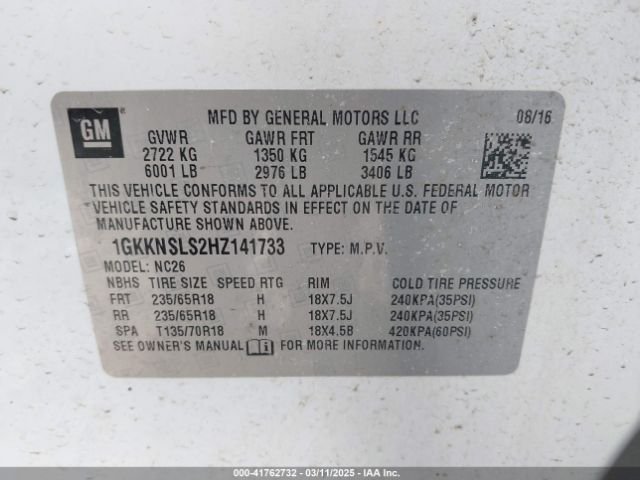 GM
MFD BY GENERAL MOTORS LLC 08/16
GVWR GAWR FRT GAWR RR
2722 KG 1350 KG 1545 KG
6001 LB 2976 LB 3406 LB
THIS VEHICLE CONFORMS TO ALL APPLICABLE U.S. FEDERAL MOTOR
VEHICLE SAFETY STANDARDS IN EFFECT ON THE DATE OF
MANUFACTURE SHOWN ABOVE.
1GKKNSLS2HZ141733 TYPE: M.P.V.
MODEL: NC26
NBHS TIRE SIZE SPEED RTG RIM COLD TIRE PRESSURE
FRT 235/65R18 H 18X7.5J 240KPA(35PSI)
RR 235/65R18 H 18X7.5J 240KPA(35PSI)
SPA T135/70R18 M 18X4.5B 420KPA(60PSI)
SEE OWNER'S MANUAL FOR MORE INFORMATION.
000-41762732 - 03/11/2025 - IAA Inc.